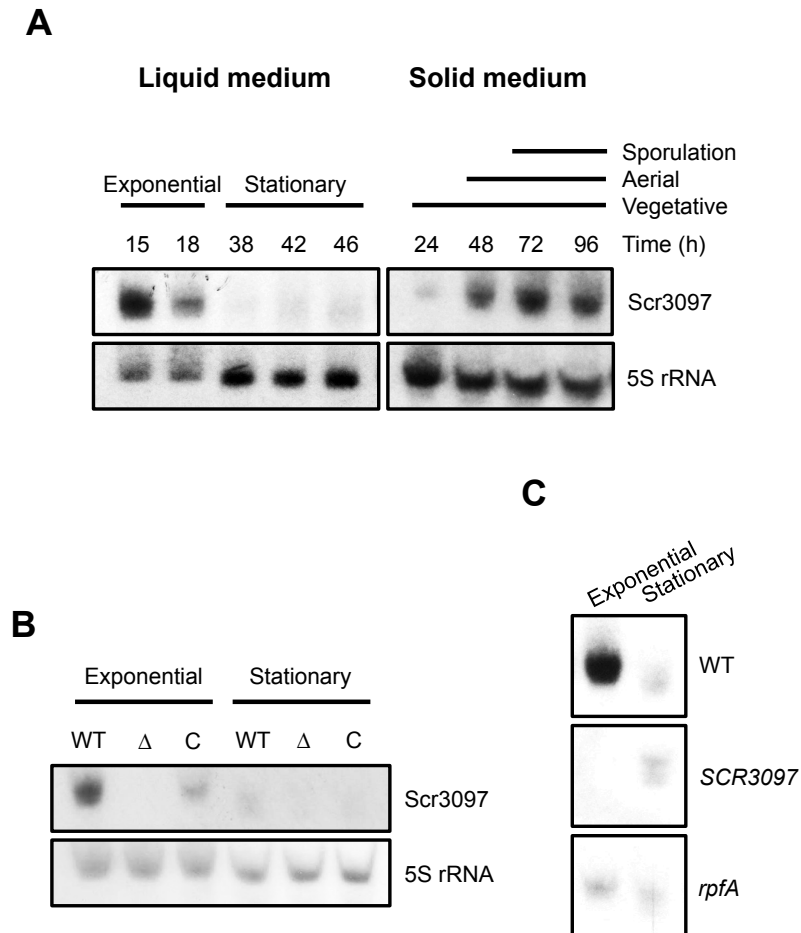 A
Liquid medium Solid medium
Sporulation
Aerial
Exponential Stationary
Vegetative
15 18 38 42 46 24 48 72 96 Time (h)
Scr3097
5S rRNA
C
Exponential
Stationary
WT
SCR3097
rpfA
B
Exponential Stationary
WT Δ C WT Δ C
Scr3097
5S rRNA